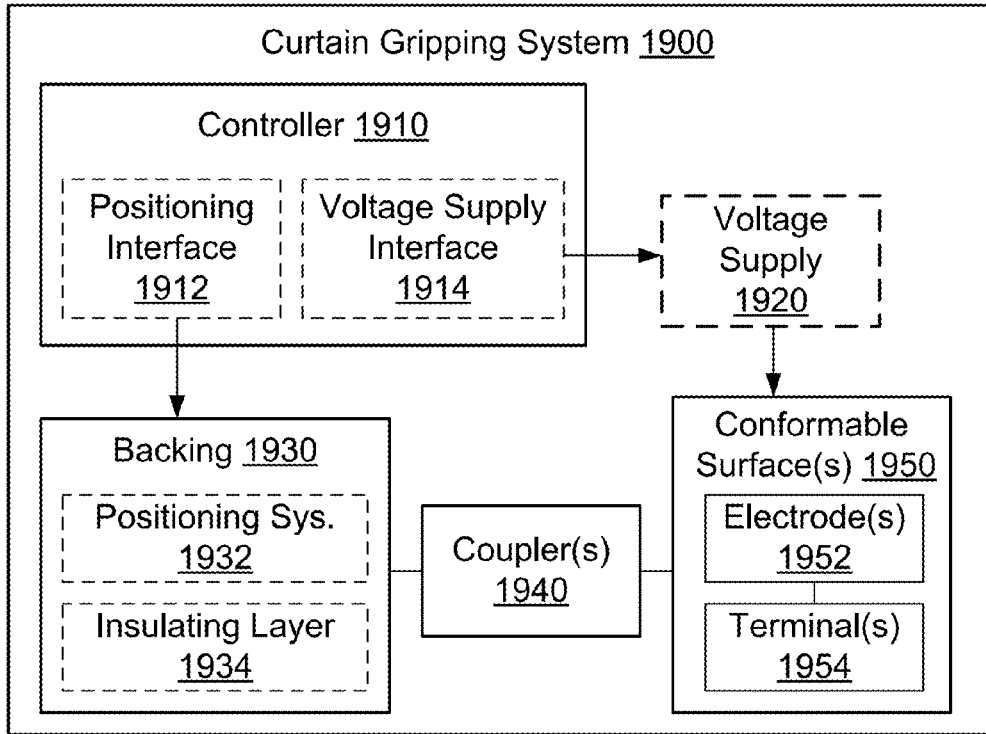 Curtain Gripping System 1900
Controller 1910
Positioning
Interface
1912
Voltage Supply
Interface
1914
Voltage
Supply
1920
Backing 1930
Positioning Sys.
1932
Insulating Layer
1934
Coupler(s)
1940
Conformable
Surface(s) 1950
Electrode(s)
1952
Terminal(s)
1954